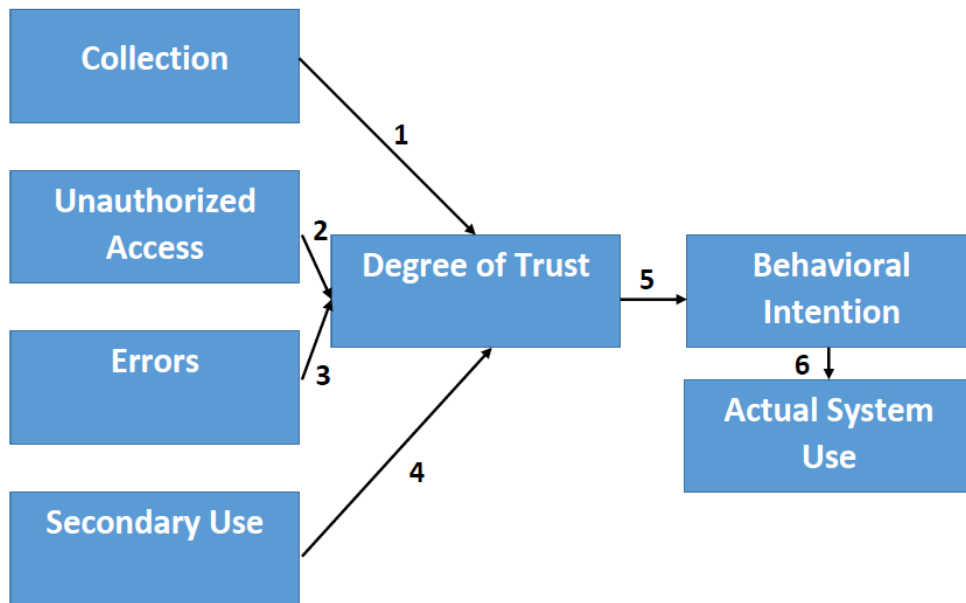 Collection
1
Unauthorized
Access
2
Errors
3
Secondary Use
4
Degree of Trust
5
Behavioral
Intention
6
Actual System
Use